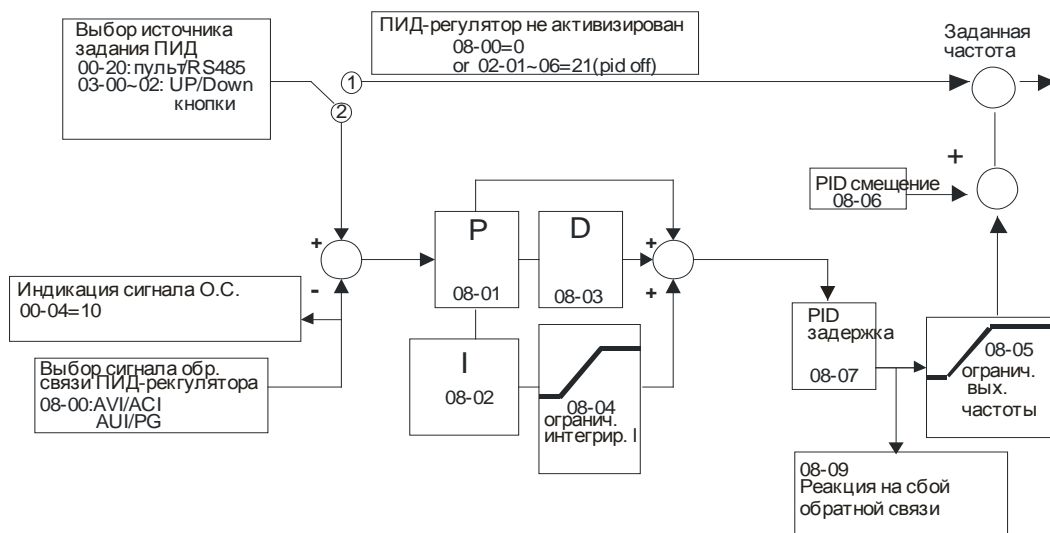 Выбор источника
задания ПИД
00-20: пульт/RS485
03-00~02: UP/Down
кнопки
ПИД-регулятор не активизирован
08-00=0
or 02-01~06=21(pid off)
Заданная
частота
1
2
+
PID смещение
08-06
+
-
P
08-01
D
08-03
+
+
Индикация сигнала О.С.
00-04=10
PID
задержка
08-07
08-05
огранич.
вых.
частоты
Выбор сигнала обр.
связи ПИД-рекгулятора
08-00:AVI/ACI
AUI/PG
I
08-02
08-04
огранич.
интегрир. I
08-09
Реакция на сбой
обратной связи